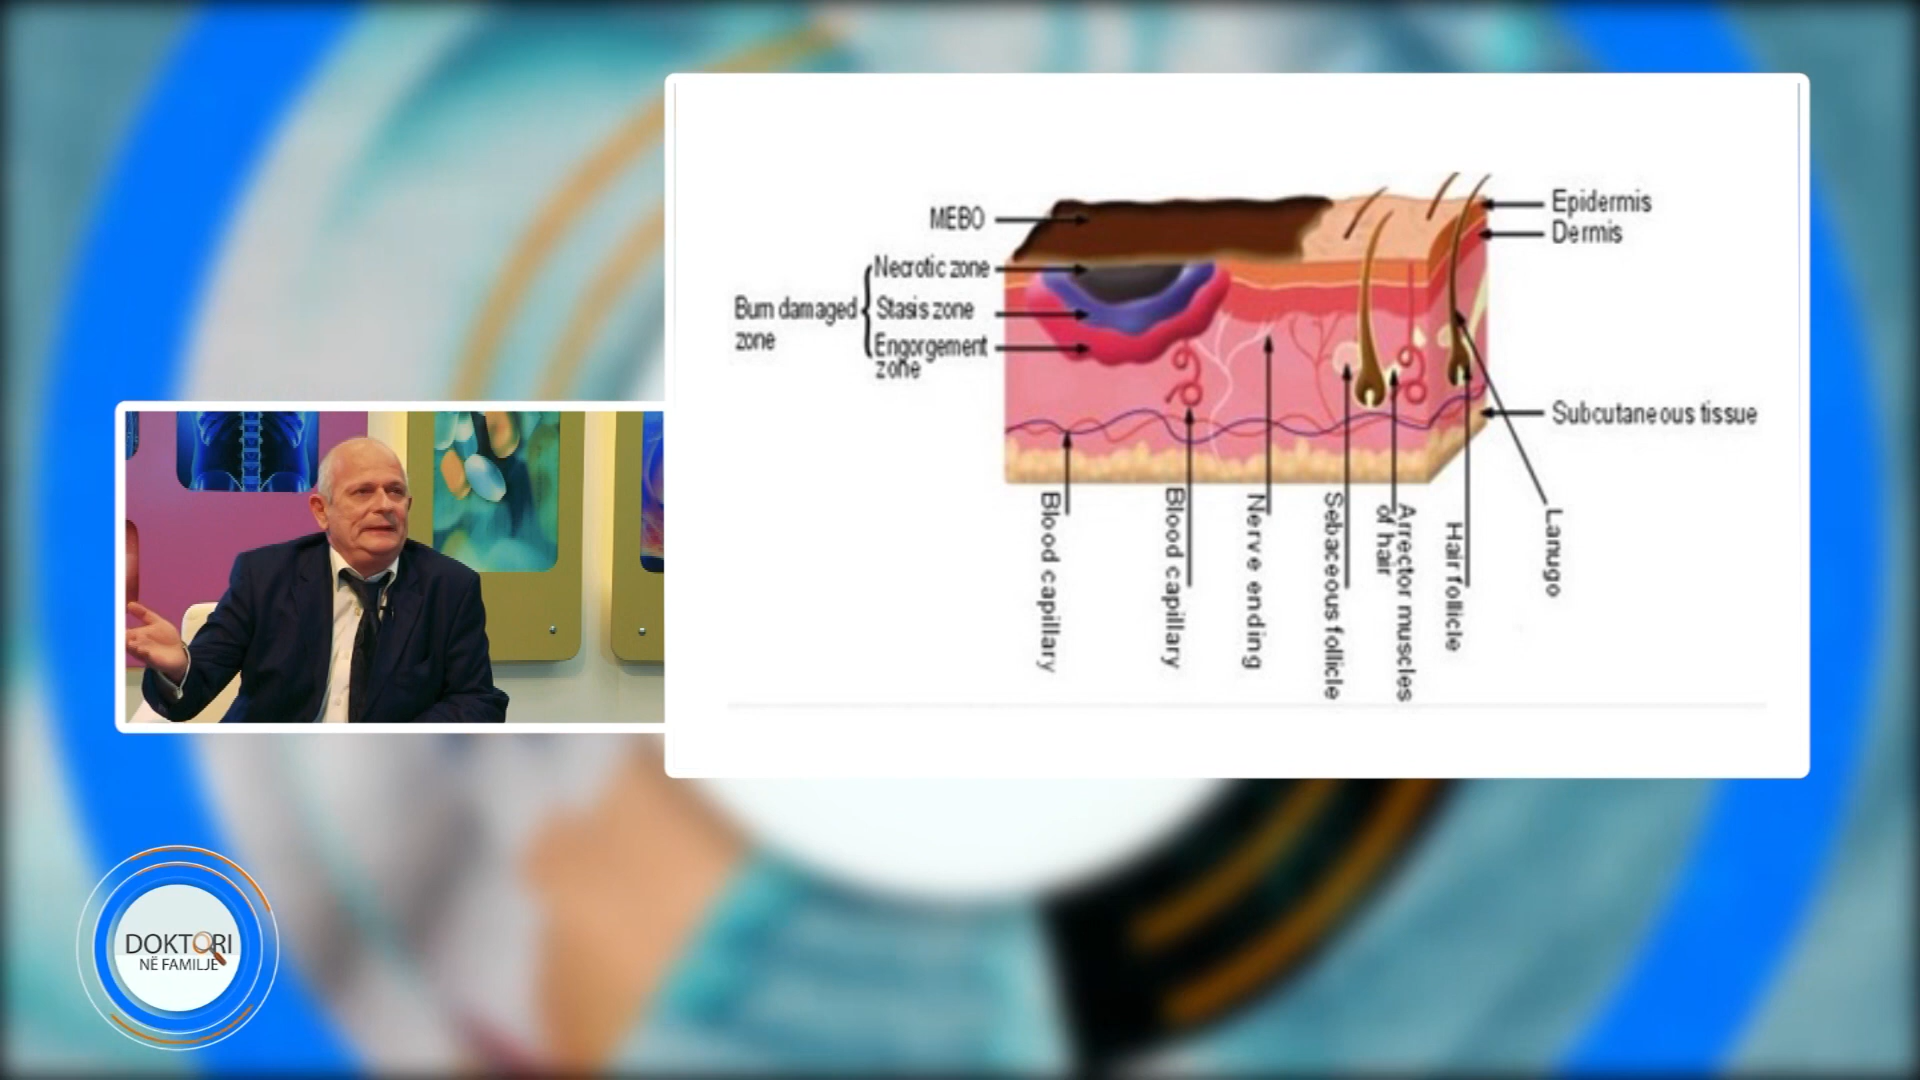 MEBO
Necrotic zone
Burn damaged
zone
Stasis zone
Engorgement
zone
Epidermis
Dermis
Subcutaneous tissue
Blood capillary
Blood capillary
Nerve ending
Sebaceous follicle
Arrector muscles
of hair
Hair follicle
Lanugo
DOKTORI
NË FAMILJE